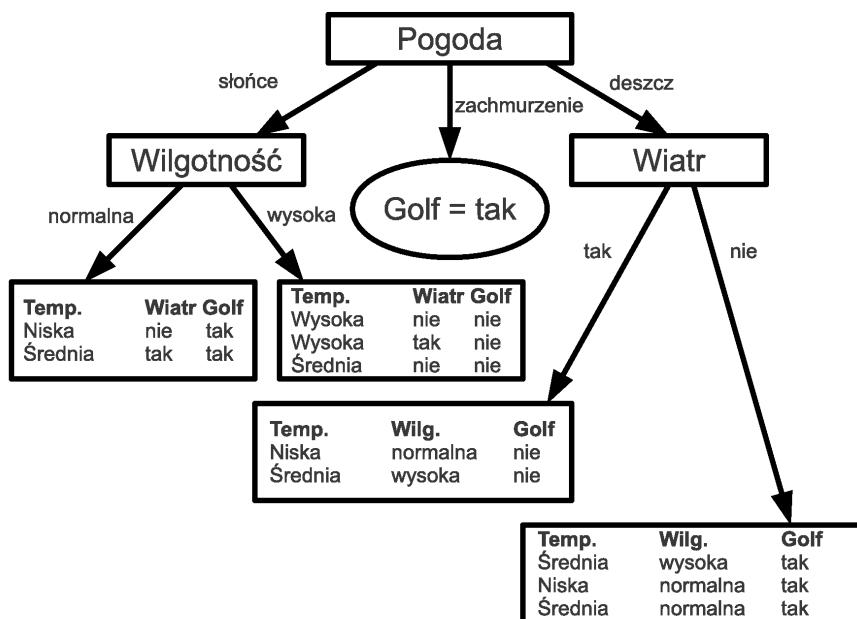 Pogoda
słońce
zachmurzenie
deszcz
Wilgotność
Golf = tak
Wiatr
normalna
wysoka
tak
nie
Temp. Wiatr Golf
Niska nie tak
Średnia tak tak
Temp. Wiatr Golf
Wysoka nie nie
Wysoka tak nie
Średnia nie nie
Temp. Wilg. Golf
Niska normalna nie
Średnia wysoka nie
Temp. Wilg. Golf
Średnia wysoka tak
Niska normalna tak
Średnia normalna tak